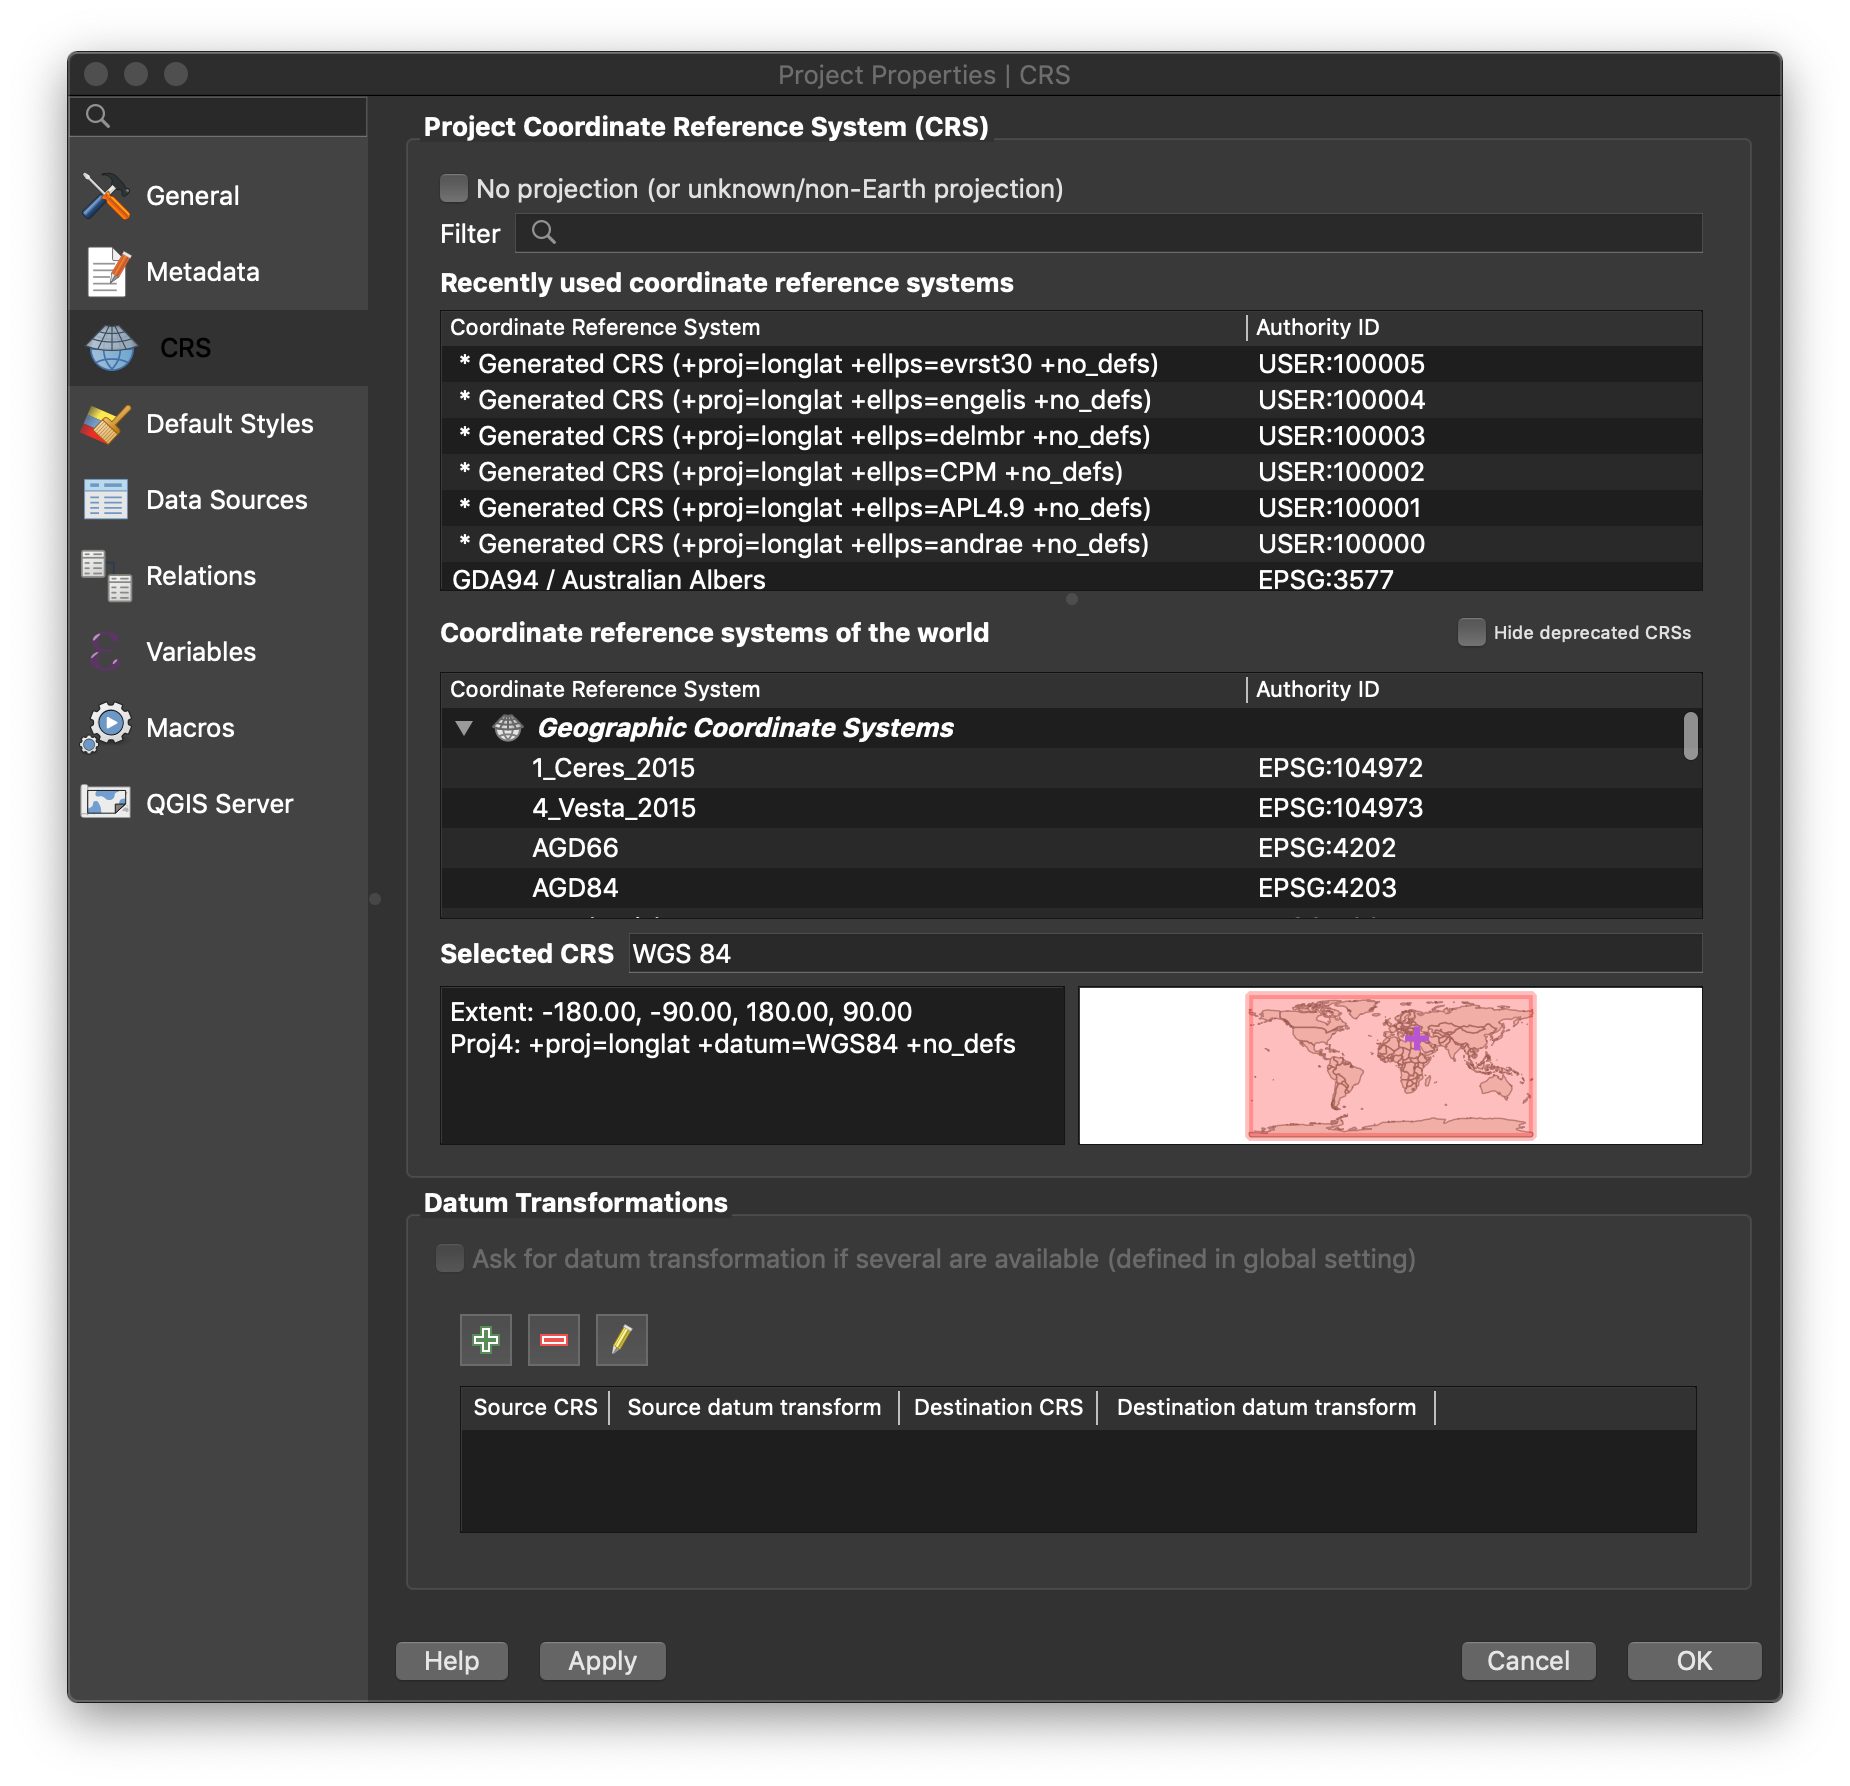 Project Properties | CRS
General
Metadata
CRS
Default Styles
Data Sources
Relations
Variables
Macros
QGIS Server
Project Coordinate Reference System (CRS)
No projection (or unknown/non-Earth projection)
Filter
Recently used coordinate reference systems
Coordinate Reference System Authority ID
* Generated CRS (+proj=longlat +ellps=evrst30 +no_defs) USER:100005
* Generated CRS (+proj=longlat +ellps=engelis +no_defs) USER:100004
* Generated CRS (+proj=longlat +ellps=delmbr +no_defs) USER:100003
* Generated CRS (+proj=longlat +ellps=CPM +no_defs) USER:100002
* Generated CRS (+proj=longlat +ellps=APL4.9 +no_defs) USER:100001
* Generated CRS (+proj=longlat +ellps=andrae +no_defs) USER:100000
GDA94 / Australian Albers EPSG:3577
Coordinate reference systems of the world
Hide deprecated CRSs
Coordinate Reference System Authority ID
Geographic Coordinate Systems
1_Ceres_2015 EPSG:104972
4_Vesta_2015 EPSG:104973
AGD66 EPSG:4202
AGD84 EPSG:4203
Selected CRS WGS 84
Extent: -180.00, -90.00, 180.00, 90.00
Proj4: +proj=longlat +datum=WGS84 +no_defs
Datum Transformations
Ask for datum transformation if several are available (defined in global setting)
Source CRS Source datum transform Destination CRS Destination datum transform
Help Apply Cancel OK